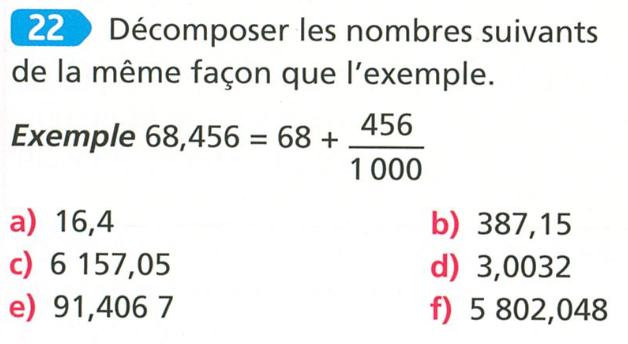 22 Décomposer les nombres suivants
de la même façon que l'exemple.
Exemple 68,456 = 68 + 456/1 000
a) 16,4 b) 387,15
c) 6 157,05 d) 3,0032
e) 91,406 7 f) 5 802,048